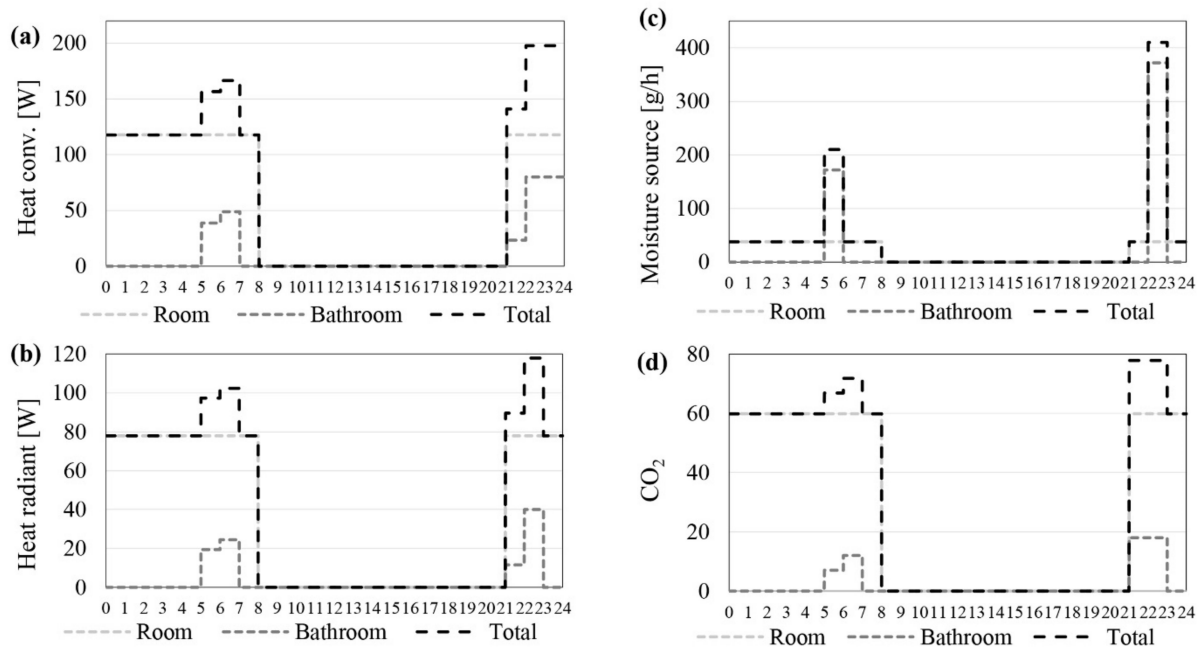 (a)
Heat conv. [W]
200
150
100
50
0
0 1 2 3 4 5 6 7 8 9 10 11 12 13 14 15 16 17 18 19 20 21 22 23 24
Room Bathroom Total
(b)
Heat radiant [W]
120
100
80
60
40
20
0
0 1 2 3 4 5 6 7 8 9 10 11 12 13 14 15 16 17 18 19 20 21 22 23 24
Room Bathroom Total
(c)
Moisture source [g/h]
400
300
200
100
0
0 1 2 3 4 5 6 7 8 9 10 11 12 13 14 15 16 17 18 19 20 21 22 23 24
Room Bathroom Total
(d)
CO₂
80
60
40
20
0
0 1 2 3 4 5 6 7 8 9 10 11 12 13 14 15 16 17 18 19 20 21 22 23 24
Room Bathroom Total